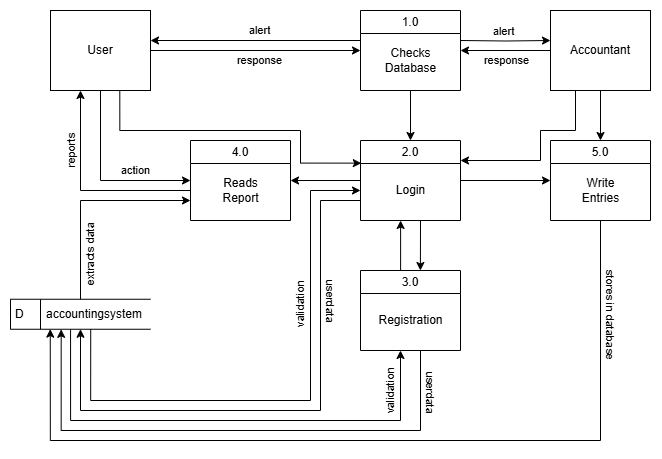 1.0
alert
alert
User
Checks
Database
Accountant
response
response
reports
4.0
2.0
5.0
action
Reads
Report
Login
Write
Entries
extracts data
validation
userdata
stores in database
D
accountingsystem
3.0
Registration
validation
userdata